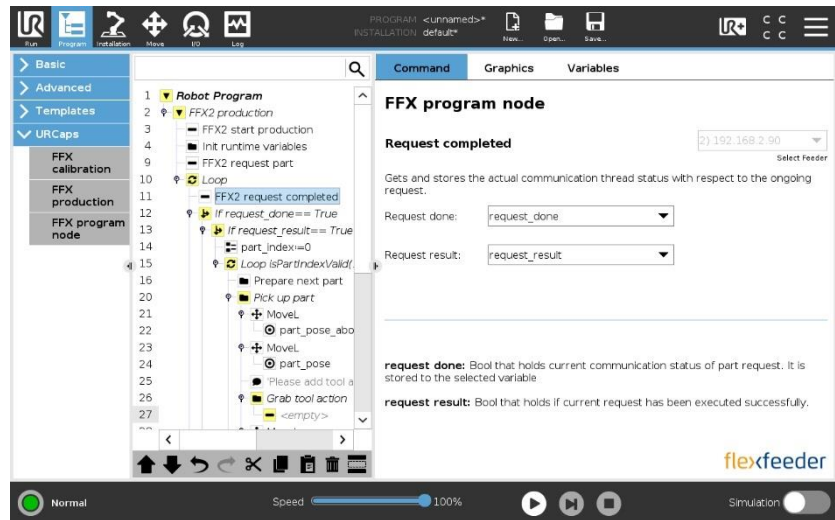 PROGRAM <unnamed>*
INSTALLATION default*
Run
Program
Installation
Move
I/O
Log
New...
Open...
Save...
UR+
C C
C C
Basic
Advanced
Templates
URCaps
FFX
calibration
FFX
production
FFX program
node
1 Robot Program
2 FFX2 production
3 FFX2 start production
4 Init runtime variables
9 FFX2 request part
10 Loop
11 FFX2 request completed
12 If request_done== True
13 If request_result== True
14 part_index:=0
15 Loop isPartIndexValid(.
16 Prepare next part
20 Pick up part
21 MoveL
22 part_pose_abo
23 MoveL
24 part_pose
25 'Please add tool a
26 Grab tool action
27 <empty>
Command Graphics Variables
FFX program node
Request completed
2) 192.168.2.90
Select Feeder
Gets and stores the actual communication thread status with respect to the ongoing
request.
Request done: request_done
Request result: request_result
request done: Bool that holds current communication status of part request. It is
stored to the selected variable
request result: Bool that holds if current request has been executed successfully.
flexfeeder
Normal
Speed 100%
Simulation